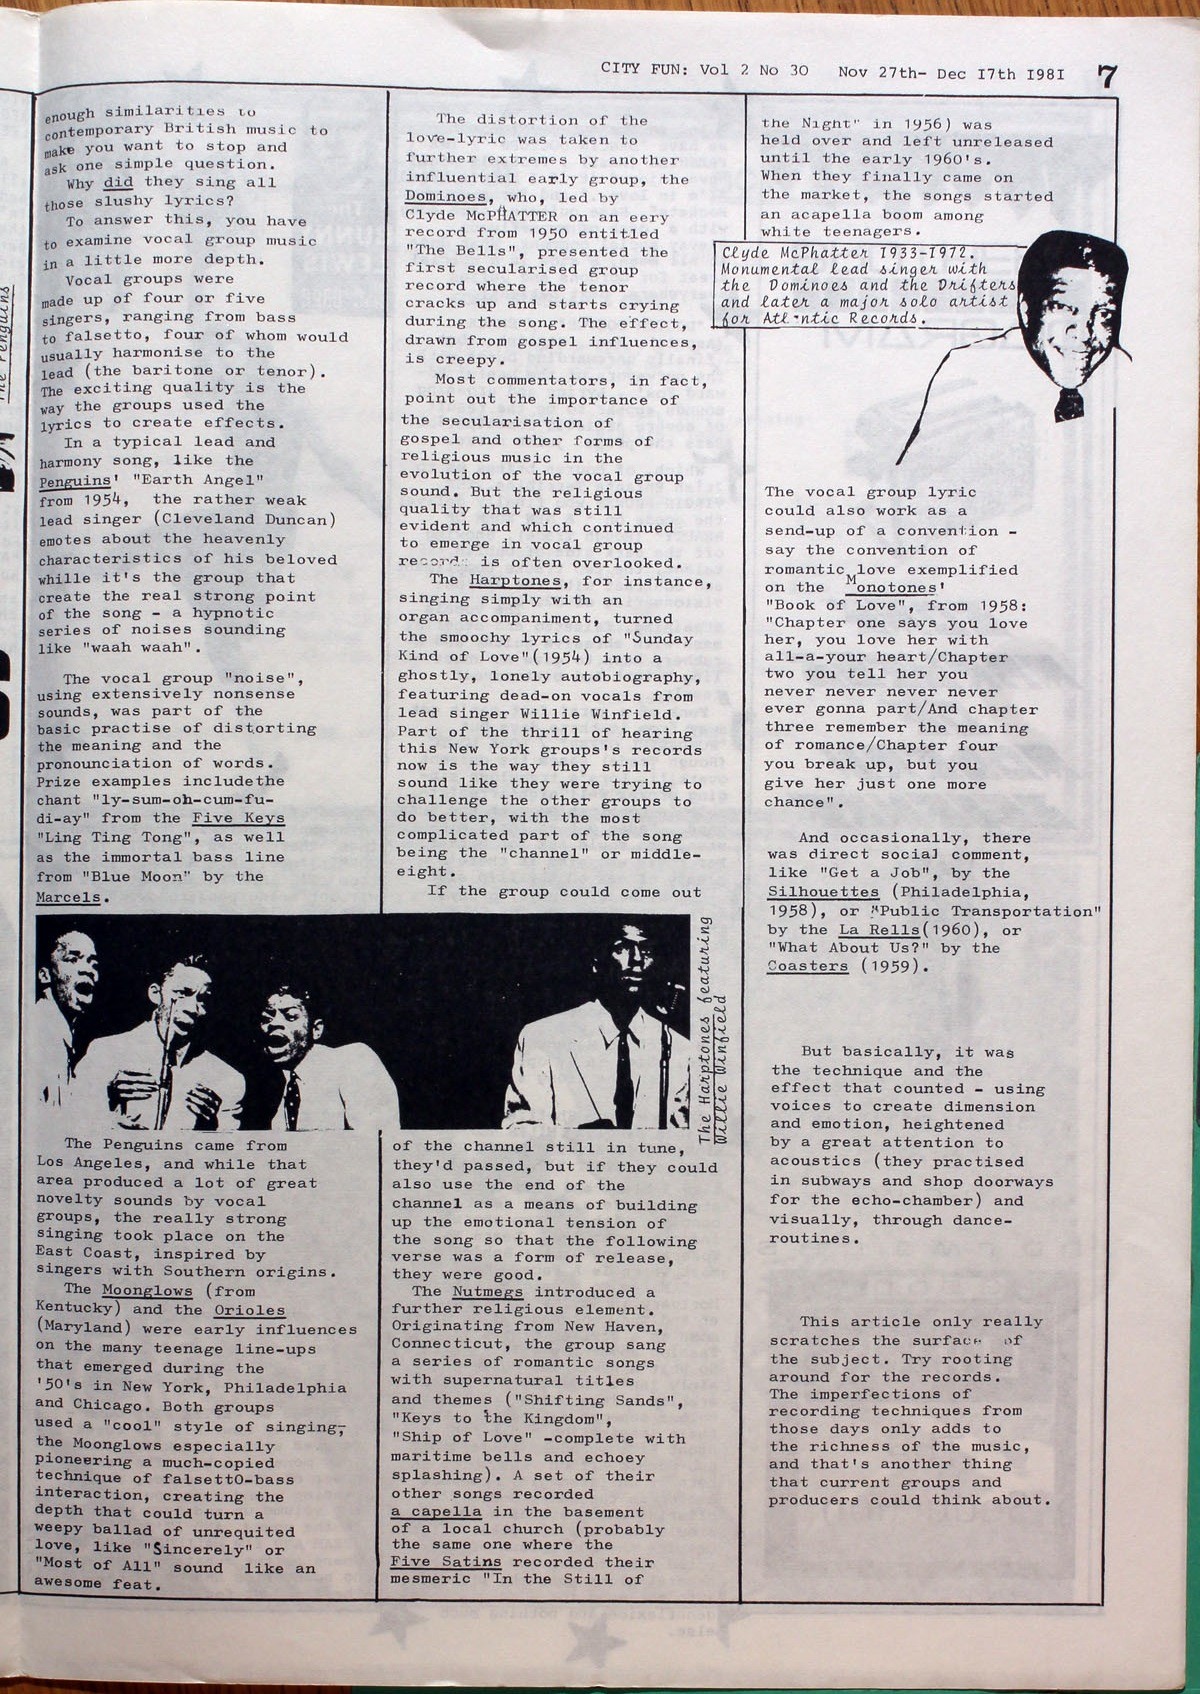 CITY FUN: Vol 2 No 30 Nov 27th- Dec 17th 1981 7
enough similarities to
contemporary British music to
make you want to stop and
ask one simple question.
Why did they sing all
those slushy lyrics?
To answer this, you have
to examine vocal group music
in a little more depth.
Vocal groups were
made up of four or five
singers, ranging from bass
to falsetto, four of whom would
usually harmonise to the
lead (the baritone or tenor).
The exciting quality is the
way the groups used the
lyrics to create effects.
In a typical lead and
harmony song, like the
Penguins' "Earth Angel"
from 1954, the rather weak
lead singer (Cleveland Duncan)
emotes about the heavenly
characteristics of his beloved
whille it's the group that
create the real strong point
of the song - a hypnotic
series of noises sounding
like "waah waah".
The vocal group "noise",
using extensively nonsense
sounds, was part of the
basic practise of distorting
the meaning and the
pronounciation of words.
Prize examples includethe
chant "ly-sum-oh-cum-fu-
di-ay" from the Five Keys
"Ling Ting Tong", as well
as the immortal bass line
from "Blue Moon" by the
Marcels.
The Penguins came from
Los Angeles, and while that
area produced a lot of great
novelty sounds by vocal
groups, the really strong
singing took place on the
East Coast, inspired by
singers with Southern origins.
The Moonglows (from
Kentucky) and the Orioles
(Maryland) were early influences
on the many teenage line-ups
that emerged during the
'50's in New York, Philadelphia
and Chicago. Both groups
used a "cool" style of singing,
the Moonglows especially
pioneering a much-copied
technique of falsettO-bass
interaction, creating the
depth that could turn a
weepy ballad of unrequited
love, like "Sincerely" or
"Most of All" sound like an
awesome feat.
The distortion of the
love-lyric was taken to
further extremes by another
influential early group, the
Dominoes, who, led by
Clyde McPHATTER on an eery
record from 1950 entitled
"The Bells", presented the
first secularised group
record where the tenor
cracks up and starts crying
during the song. The effect,
drawn from gospel influences,
is creepy.
Most commentators, in fact,
point out the importance of
the secularisation of
gospel and other forms of
religious music in the
evolution of the vocal group
sound. But the religious
quality that was still
evident and which continued
to emerge in vocal group
records is often overlooked.
The Harptones, for instance,
singing simply with an
organ accompaniment, turned
the smoochy lyrics of "Sunday
Kind of Love"(1954) into a
ghostly, lonely autobiography,
featuring dead-on vocals from
lead singer Willie Winfield.
Part of the thrill of hearing
this New York groups's records
now is the way they still
sound like they were trying to
challenge the other groups to
do better, with the most
complicated part of the song
being the "channel" or middle-
eight.
If the group could come out
The Harptones featuring
Willie Winfield
of the channel still in tune,
they'd passed, but if they could
also use the end of the
channel as a means of building
up the emotional tension of
the song so that the following
verse was a form of release,
they were good.
The Nutmegs introduced a
further religious element.
Originating from New Haven,
Connecticut, the group sang
a series of romantic songs
with supernatural titles
and themes ("Shifting Sands",
"Keys to the Kingdom",
"Ship of Love" -complete with
maritime bells and echoey
splashing). A set of their
other songs recorded
a capella in the basement
of a local church (probably
the same one where the
Five Satins recorded their
mesmeric "In the Still of
the Night" in 1956) was
held over and left unreleased
until the early 1960's.
When they finally came on
the market, the songs started
an acapella boom among
white teenagers.
Clyde McPhatter 1933-1972.
Monumental lead singer with
the Dominoes and the Drifters
and later a major solo artist
for Atlantic Records.
The vocal group lyric
could also work as a
send-up of a convention -
say the convention of
romantic love exemplified
on the Monotones'
"Book of Love", from 1958:
"Chapter one says you love
her, you love her with
all-a-your heart/Chapter
two you tell her you
never never never never
ever gonna part/And chapter
three remember the meaning
of romance/Chapter four
you break up, but you
give her just one more
chance".
And occasionally, there
was direct social comment,
like "Get a Job", by the
Silhouettes (Philadelphia,
1958), or "Public Transportation"
by the La Rells(1960), or
"What About Us?" by the
Coasters (1959).
But basically, it was
the technique and the
effect that counted - using
voices to create dimension
and emotion, heightened
by a great attention to
acoustics (they practised
in subways and shop doorways
for the echo-chamber) and
visually, through dance-
routines.
This article only really
scratches the surface of
the subject. Try rooting
around for the records.
The imperfections of
recording techniques from
those days only adds to
the richness of the music,
and that's another thing
that current groups and
producers could think about.
The Penguins